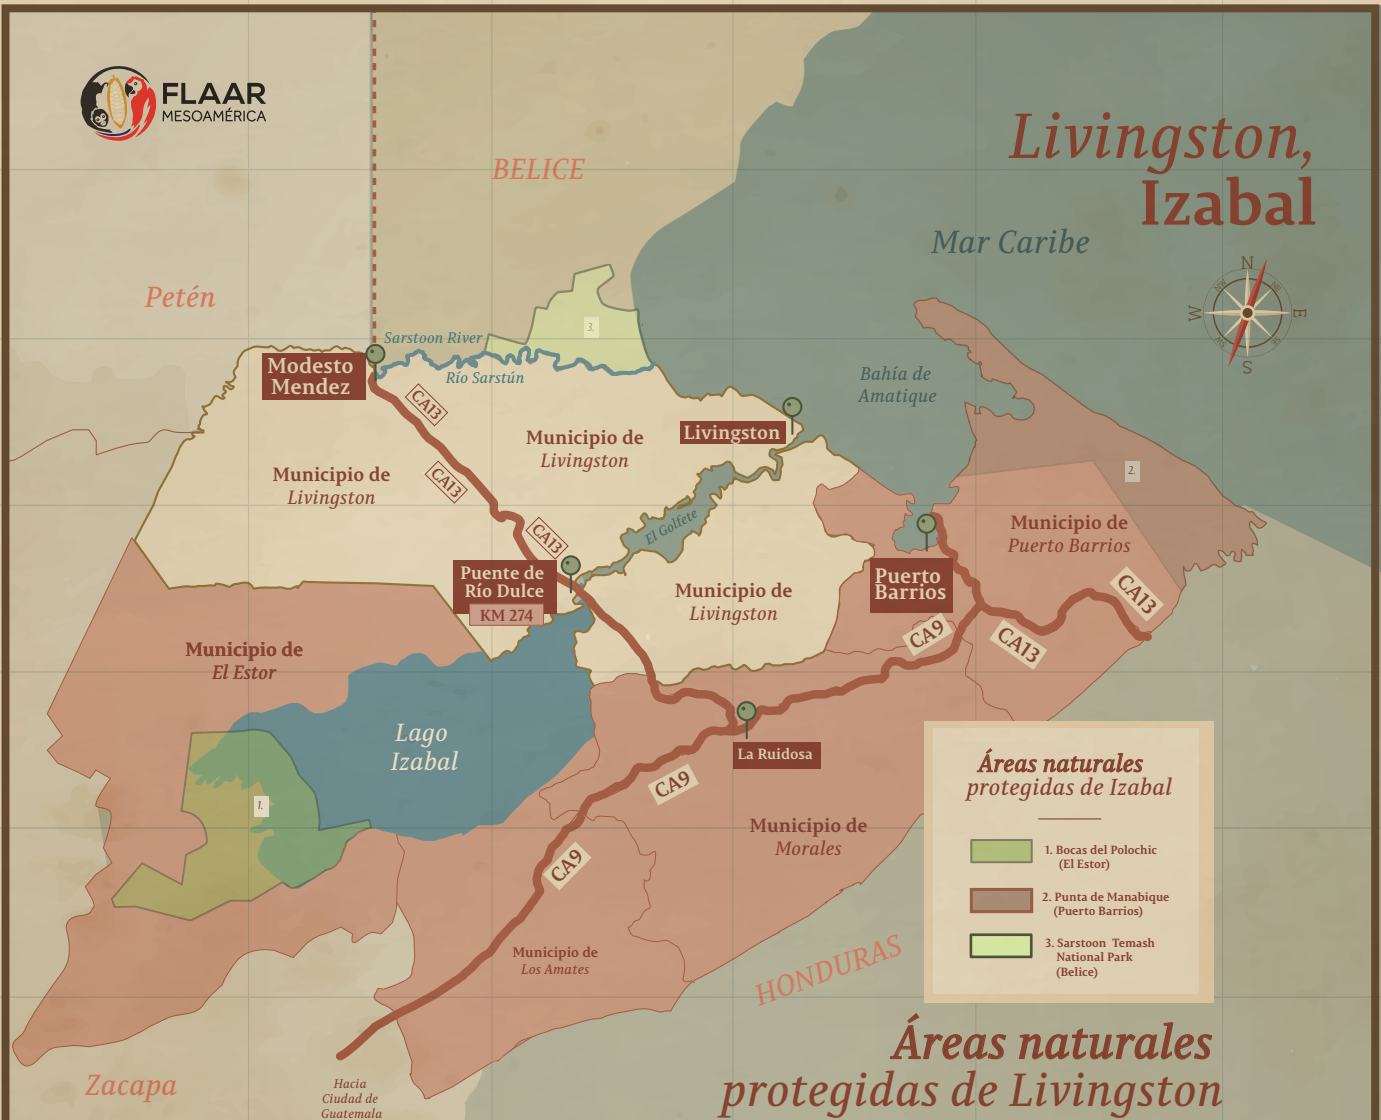 FLAAR
MESOAMÉRICA
Livingston,
Izabal
BELICE
Mar Caribe
N
E
S
W
Petén
Sarstoon River
Río Sarstún
3.
Modesto
Mendez
Bahía de
Amatique
CA13
Livingston
Municipio de
Livingston
Municipio de
Livingston
CA13
2.
El Golfete
CA13
Municipio de
Puerto Barrios
Puente de
Río Dulce
KM 274
Puerto
Barrios
Municipio de
Livingston
CA13
CA9
CA13
Municipio de
El Estor
Lago
Izabal
La Ruidosa
CA9
1.
Municipio de
Morales
CA9
Áreas naturales
protegidas de Izabal
1. Bocas del Polochic
(El Estor)
2. Punta de Manabique
(Puerto Barrios)
3. Sarstoon Temash
National Park
(Belice)
Municipio de
Los Amates
HONDURAS
Zacapa
Hacia
Ciudad de
Guatemala
Áreas naturales
protegidas de Livingston